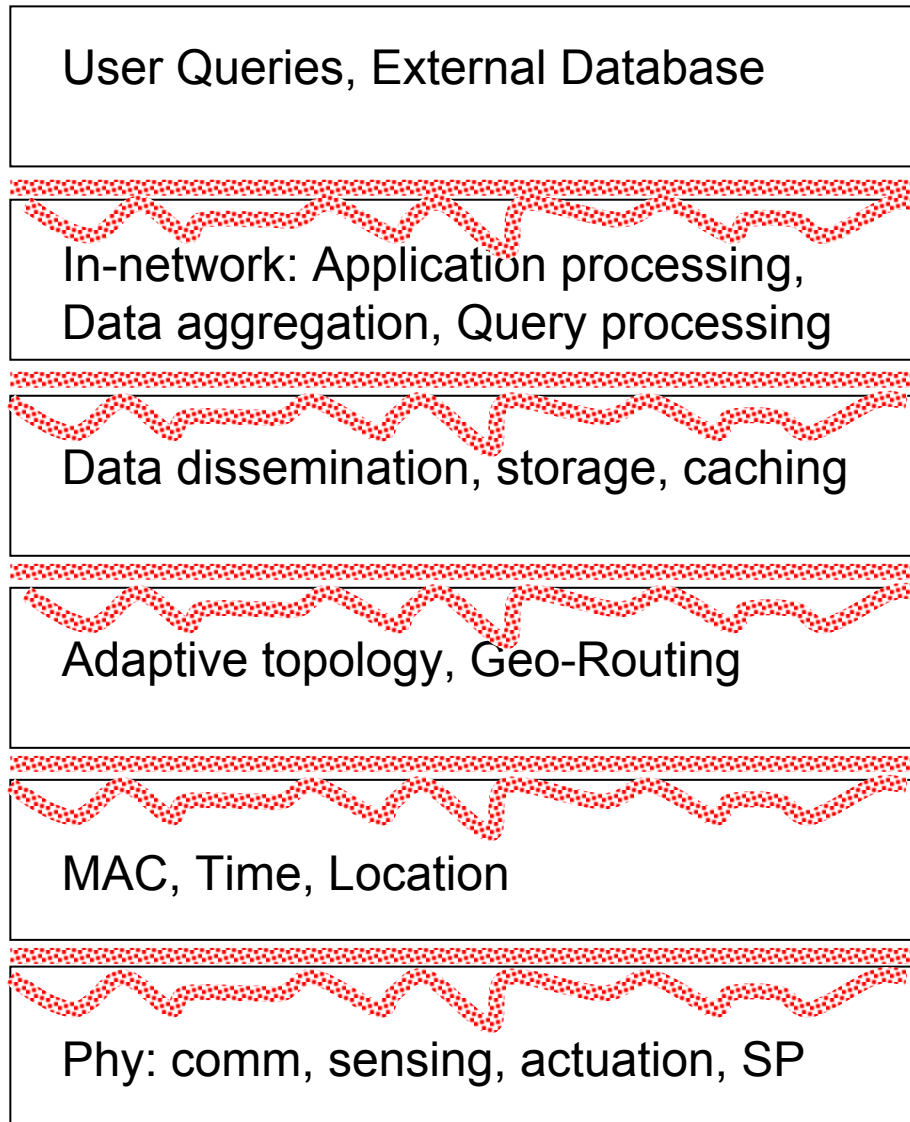 User Queries, External Database
In-network: Application processing,
Data aggregation, Query processing
Data dissemination, storage, caching
Adaptive topology, Geo-Routing
MAC, Time, Location
Phy: comm, sensing, actuation, SP